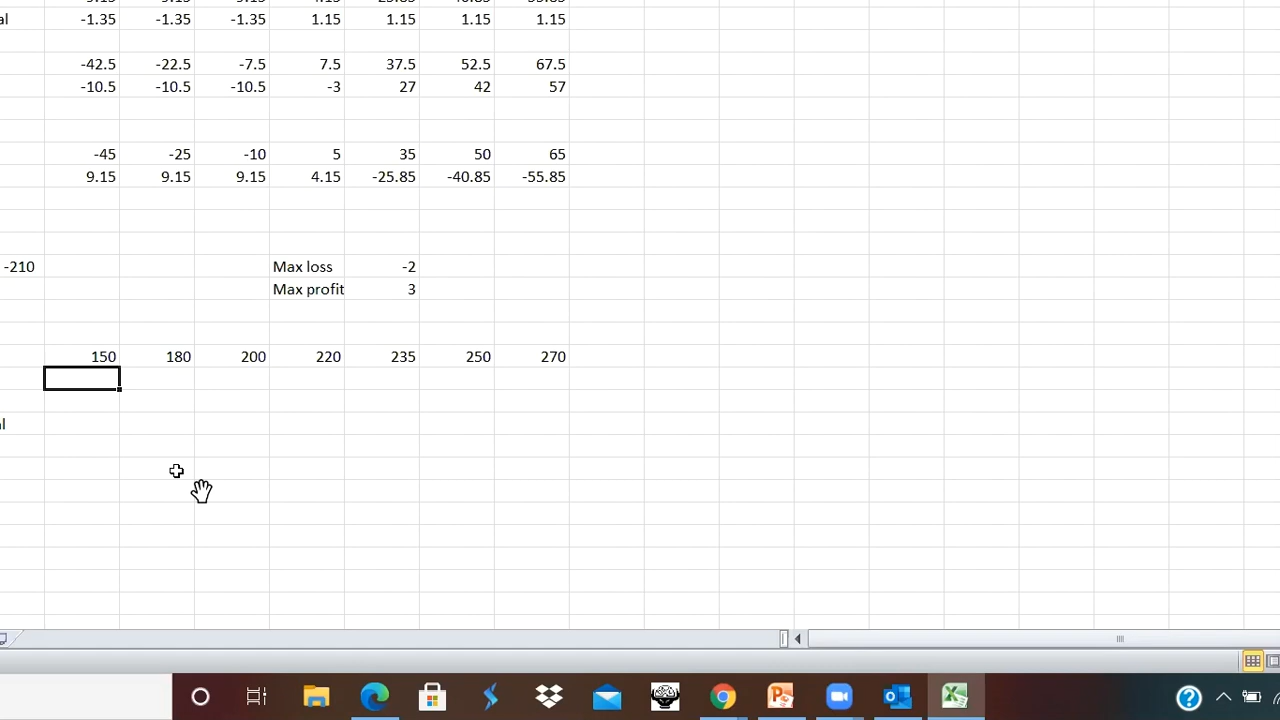 al -1.35 -1.35 -1.35 1.15 1.15 1.15 1.15
-42.5 -22.5 -7.5 7.5 37.5 52.5 67.5
-10.5 -10.5 -10.5 -3 27 42 57
-45 -25 -10 5 35 50 65
9.15 9.15 9.15 4.15 -25.85 -40.85 -55.85
-210 Max loss -2
Max profit 3
150 180 200 220 235 250 270
al